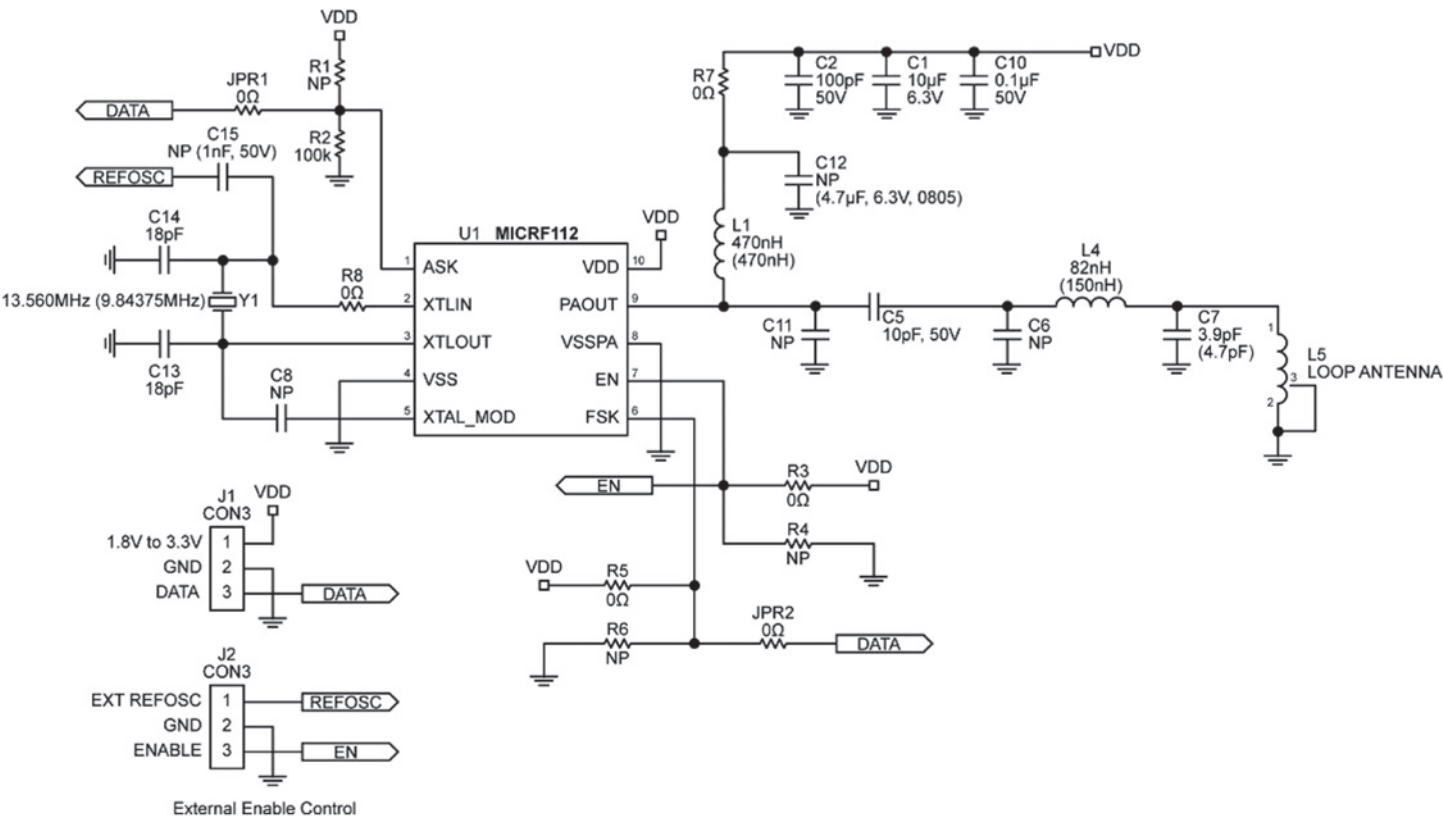 VDD
R1
NP
JPR1
0Ω
DATA
R2
100k
C15
NP (1nF, 50V)
REFOSC
C14
18pF
13.560MHz (9.84375MHz)
Y1
R8
0Ω
C13
18pF
C8
NP
U1 MICRF112
1
ASK
2
XTLIN
3
XTLOUT
4
VSS
5
XTAL_MOD
VDD
10
PAOUT
9
VSSPA
8
EN
7
FSK
6
VDD
R7
0Ω
C2
100pF
50V
C1
10µF
6.3V
C10
0.1µF
50V
VDD
C12
NP
(4.7µF, 6.3V, 0805)
L1
470nH
(470nH)
C11
NP
C5
10pF, 50V
C6
NP
L4
82nH
(150nH)
C7
3.9pF
(4.7pF)
1
3
2
L5
LOOP ANTENNA
EN
R3
0Ω
VDD
R4
NP
VDD
R5
0Ω
R6
NP
JPR2
0Ω
DATA
J1
CON3
VDD
1.8V to 3.3V
1
GND
2
DATA
3
DATA
J2
CON3
EXT REFOSC
1
REFOSC
GND
2
ENABLE
3
EN
External Enable Control